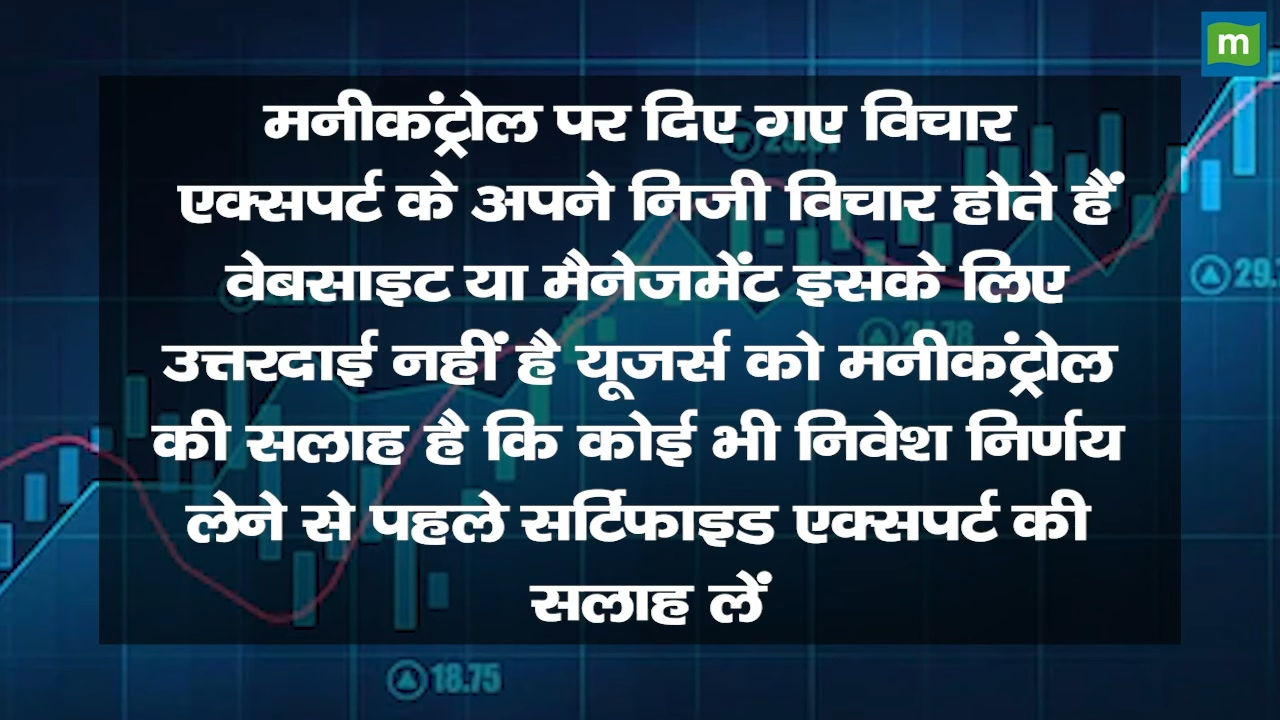 m
मनीकंट्रोल पर दिए गए विचार
एक्सपर्ट के अपने निजी विचार होते हैं
वेबसाइट या मैनेजमेंट इसके लिए
उत्तरदाई नहीं है यूजर्स को मनीकंट्रोल
की सलाह है कि कोई भी निवेश निर्णय
लेने से पहले सर्टिफाइड एक्सपर्ट की
सलाह लें
29.
18.75